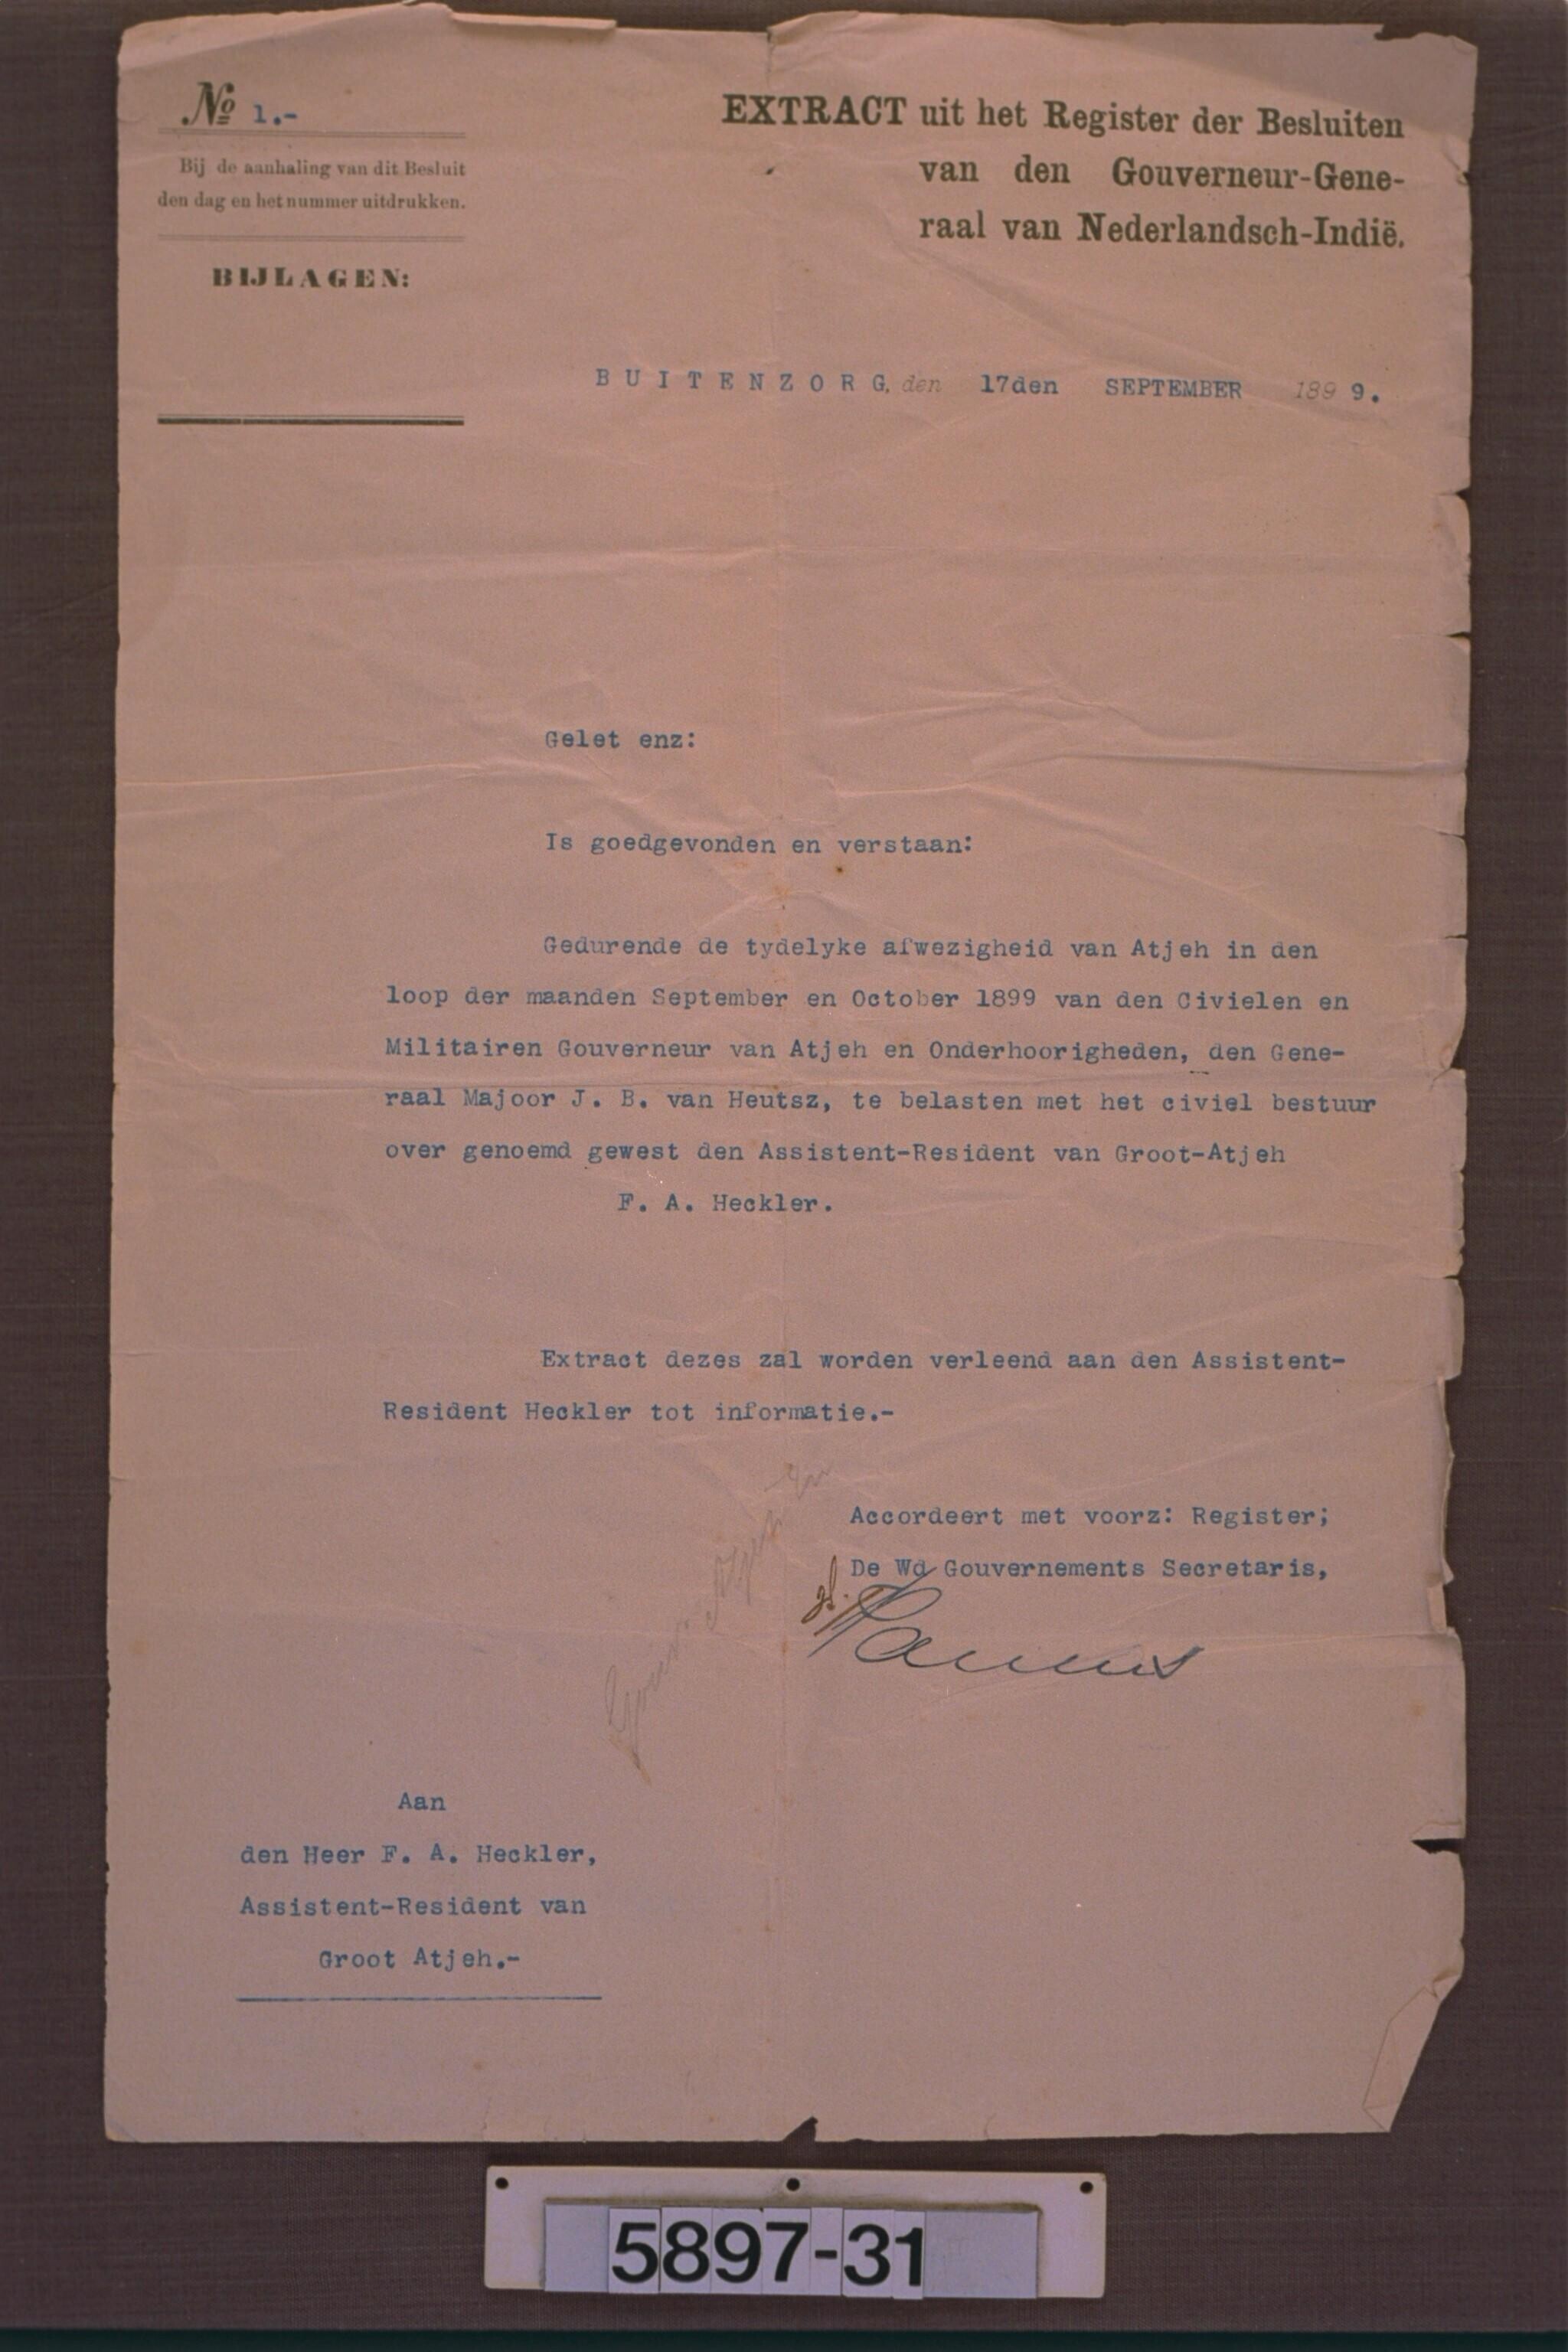 No 1.-
Bij de aanhaling van dit Besluit
den dag en het nummer uitdrukken.
BIJLAGEN:
EXTRACT uit het Register der Besluiten
van den Gouverneur-Gene-
raal van Nederlandsch-Indië.
BUITENZORG, den 17den SEPTEMBER 1899.
Gelet enz:
Is goedgevonden en verstaan:
Gedurende de tydelyke afwezigheid van Atjeh in den
loop der maanden September en October 1899 van den Civielen en
Militairen Gouverneur van Atjeh en Onderhoorigheden, den Gene-
raal Majoor J. B. van Heutsz, te belasten met het civiel bestuur
over genoemd gewest den Assistent-Resident van Groot-Atjeh
F. A. Heckler.
Extract dezes zal worden verleend aan den Assistent-
Resident Heckler tot informatie.-
Accordeert met voorz: Register;
De Wd Gouvernements Secretaris,
Aan
den Heer F. A. Heckler,
Assistent-Resident van
Groot Atjeh.-
5897-31